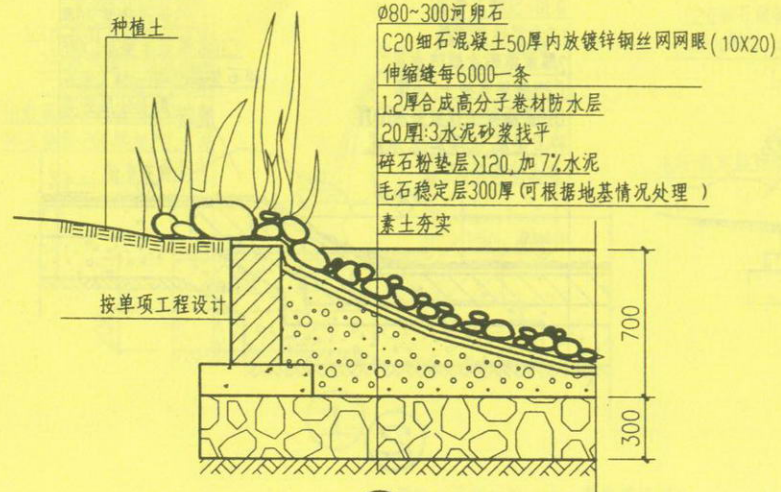 种植土
ø80~300河卵石
C20细石混凝土50厚内放镀锌钢丝网网眼(10X20)
伸缩缝每6000一条
1,2厚合成高分子卷材防水层
20厚1:3水泥砂浆找平
碎石粉垫层>120,加7%水泥
毛石稳定层300厚(可根据地基情况处理)
素土夯实
按单项工程设计
700
300